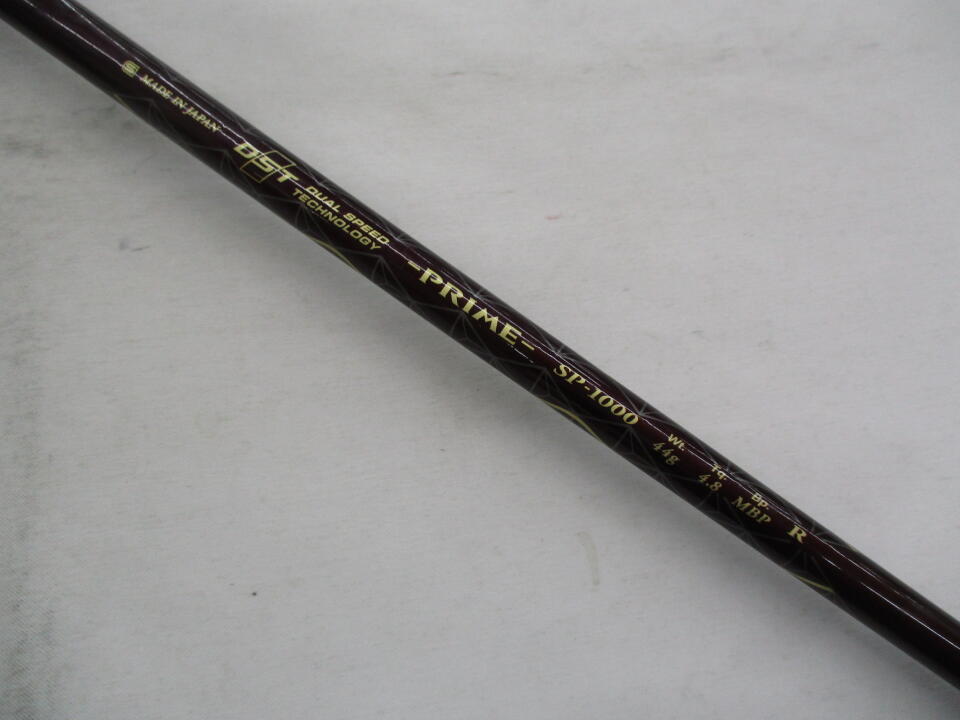 S MADE IN JAPAN
DST DUAL SPEED
TECHNOLOGY
-PRIME- SP-1000
Wt. Tq. Bp.
44g 4.8 MBP R